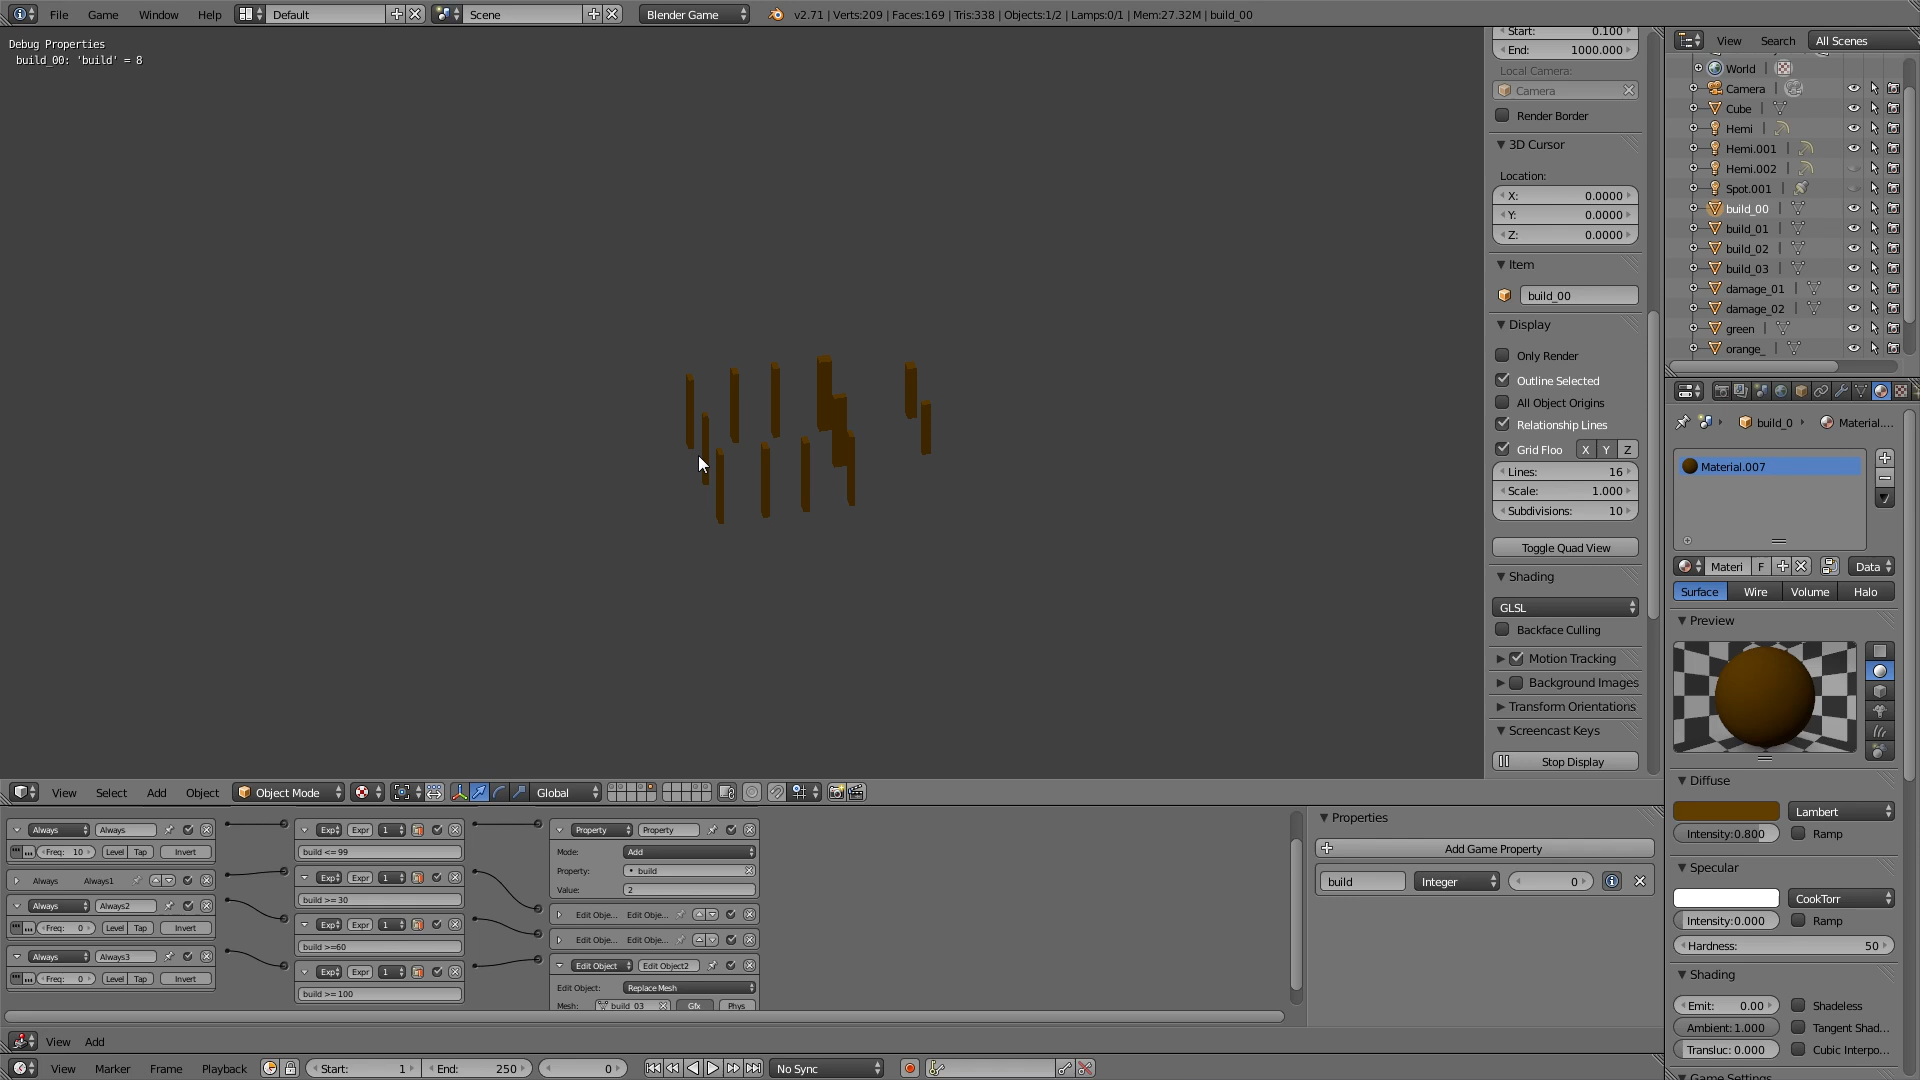 File Game Window Help Default Scene Blender Game v2.71 | Verts:209 | Faces:169 | Tris:338 | Objects:1/2 | Lamps:0/1 | Mem:27.32M | build_00
Debug Properties
build_00: 'build' = 8
Start: 0.100
End: 1000.000
Local Camera:
Camera
Render Border
3D Cursor
Location:
X: 0.0000
Y: 0.0000
Z: 0.0000
Item
build_00
Display
Only Render
Outline Selected
All Object Origins
Relationship Lines
Grid Floo X Y Z
Lines: 16
Scale: 1.000
Subdivisions: 10
Toggle Quad View
Shading
GLSL
Backface Culling
Motion Tracking
Background Images
Transform Orientations
Screencast Keys
Stop Display
View Search All Scenes
World
Camera
Cube
Hemi
Hemi.001
Hemi.002
Spot.001
build_00
build_01
build_02
build_03
damage_01
damage_02
green
orange_
build_0 Material....
Material.007
Materi F Data
Surface Wire Volume Halo
Preview
Diffuse
Lambert
Intensity:0.800 Ramp
Specular
CookTorr
Intensity:0.000 Ramp
Hardness: 50
Shading
Emit: 0.00 Shadeless
Ambient: 1.000 Tangent Shad...
Transluc: 0.000 Cubic Interpo...
Game Settings
View Select Add Object Object Mode Global
Always Always
Freq: 10 Level Tap Invert
Always Always1
Always Always2
Freq: 0 Level Tap Invert
Always Always3
Freq: 0 Level Tap Invert
Exp Expr 1
build <=99
Exp Expr 1
build >=30
Exp Expr 1
build >=60
Exp Expr 1
build >=100
Property Property
Mode: Add
Property: build
Value: 2
Edit Obje... Edit Obje...
Edit Obje... Edit Obje...
Edit Object Edit Object2
Edit Object: Replace Mesh
Mesh: build_03 Gfx Phys
Properties
Add Game Property
build Integer 0
View Add
View Marker Frame Playback Start: 1 End: 250 0 No Sync